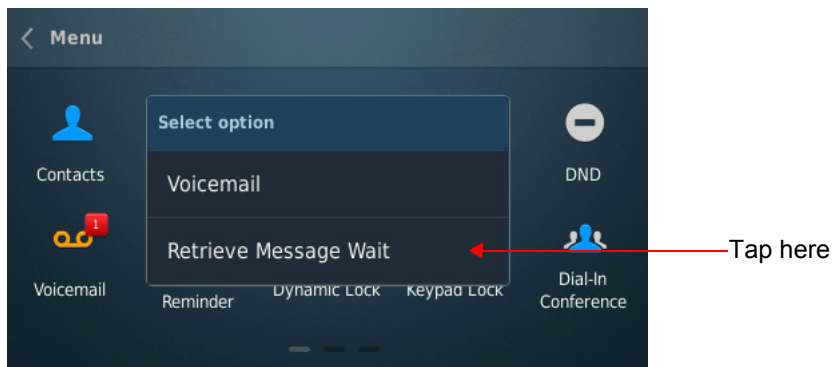 Menu
Select option
Contacts
Voicemail
DND
1
Retrieve Message Wait
Tap here
Voicemail
Reminder
Dynamic Lock
Keypad Lock
Dial-In
Conference